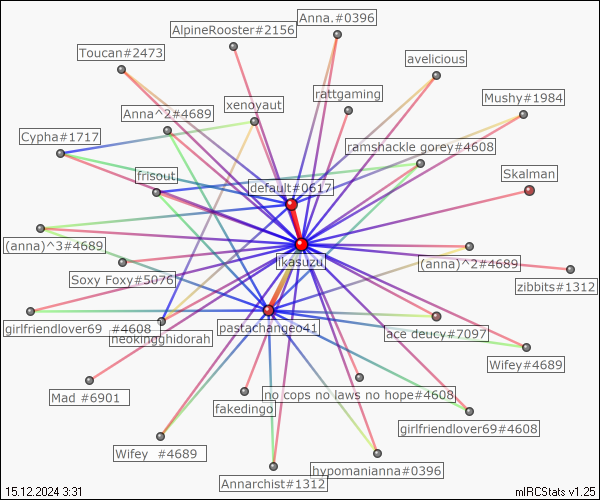 Anna.#0396
AlpineRooster#2156
Toucan#2473
avelicious
rattgaming
Mushy#1984
xenoyaut
Anna^2#4689
Cypha#1717
ramshackle gorey#4608
Skalman
frisout
default#0617
(anna)^3#4689
ikasuzu
(anna)^2#4689
Soxy Foxy#5076
zibbits#1312
girlfriendlover69 #4608
neokingghidorah
pastachangeo41
ace deucy#7097
Wifey#4689
Mad #6901
no cops no laws no hope#4608
fakedingo
girlfriendlover69#4608
Wifey #4689
hypomanianna#0396
Annarchist#1312
15.12.2024 3:31
mIRCStats v1.25